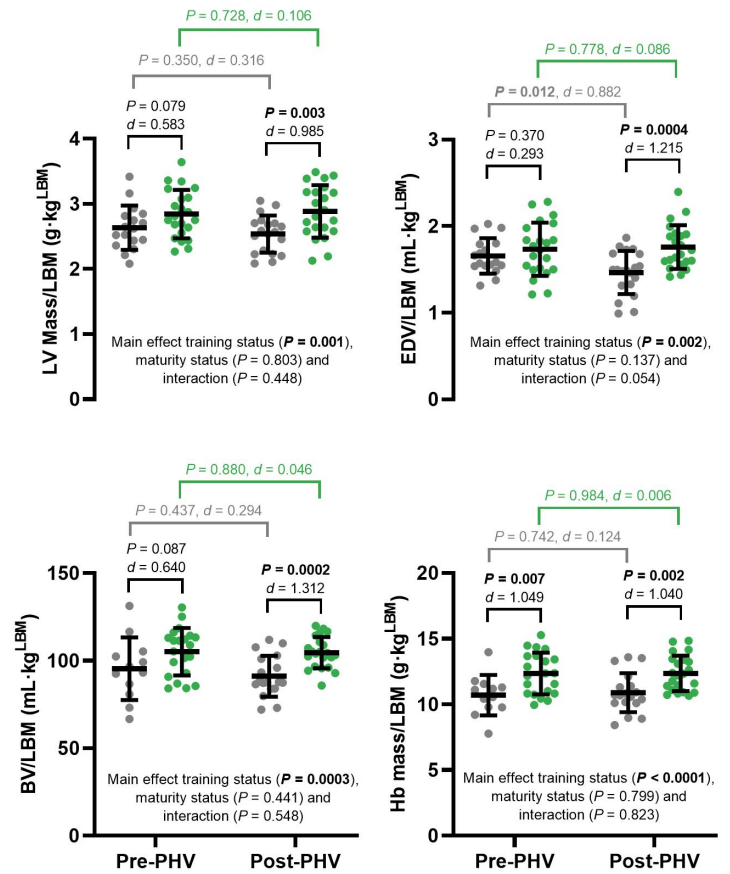 P = 0.728, d = 0.106
P = 0.350, d = 0.316
P = 0.079
d = 0.583
P = 0.003
d = 0.985
4
3
2
1
0
LV Mass/LBM (g·kg^LBM)
Main effect training status (P = 0.001),
maturity status (P = 0.803) and
interaction (P = 0.448)
P = 0.778, d = 0.086
P = 0.012, d = 0.882
P = 0.370
d = 0.293
P = 0.0004
d = 1.215
3
2
1
0
EDV/LBM (mL·kg^LBM)
Main effect training status (P = 0.002),
maturity status (P = 0.137) and
interaction (P = 0.054)
P = 0.880, d = 0.046
P = 0.437, d = 0.294
P = 0.087
d = 0.640
P = 0.0002
d = 1.312
150
100
50
0
BV/LBM (mL·kg^LBM)
Main effect training status (P = 0.0003),
maturity status (P = 0.441) and
interaction (P = 0.548)
Pre-PHV
Post-PHV
P = 0.984, d = 0.006
P = 0.742, d = 0.124
P = 0.007
d = 1.049
P = 0.002
d = 1.040
20
15
10
5
0
Hb mass/LBM (g·kg^LBM)
Main effect training status (P < 0.0001),
maturity status (P = 0.799) and
interaction (P = 0.823)
Pre-PHV
Post-PHV